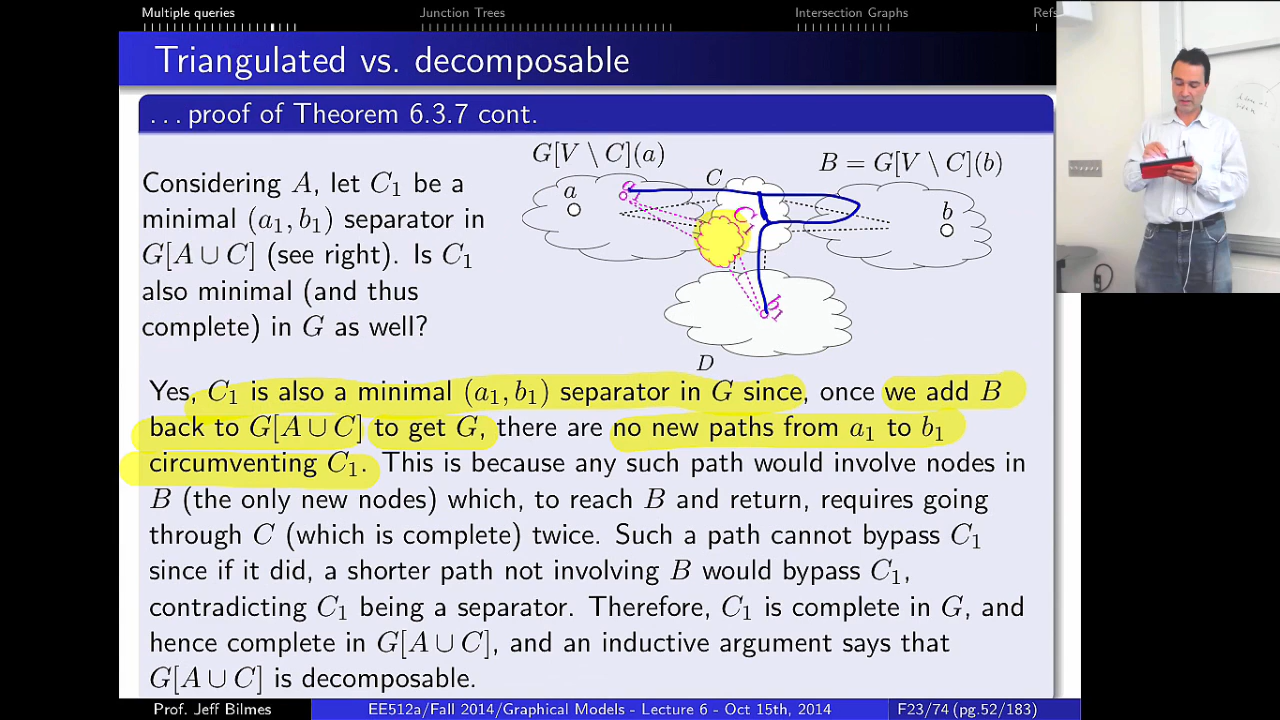 Multiple queries
Junction Trees
Intersection Graphs
Refs
Triangulated vs. decomposable
. . . proof of Theorem 6.3.7 cont.
Considering A, let C₁ be a
minimal (a₁, b₁) separator in
G[A ∪ C] (see right). Is C₁
also minimal (and thus
complete) in G as well?
G[V \ C](a)
C
B = G[V \ C](b)
a
a₁
C₁
b
b₁
D
Yes, C₁ is also a minimal (a₁, b₁) separator in G since, once we add B
back to G[A ∪ C] to get G, there are no new paths from a₁ to b₁
circumventing C₁. This is because any such path would involve nodes in
B (the only new nodes) which, to reach B and return, requires going
through C (which is complete) twice. Such a path cannot bypass C₁
since if it did, a shorter path not involving B would bypass C₁,
contradicting C₁ being a separator. Therefore, C₁ is complete in G, and
hence complete in G[A ∪ C], and an inductive argument says that
G[A ∪ C] is decomposable.
Prof. Jeff Bilmes
EE512a/Fall 2014/Graphical Models - Lecture 6 - Oct 15th, 2014
F23/74 (pg.52/183)